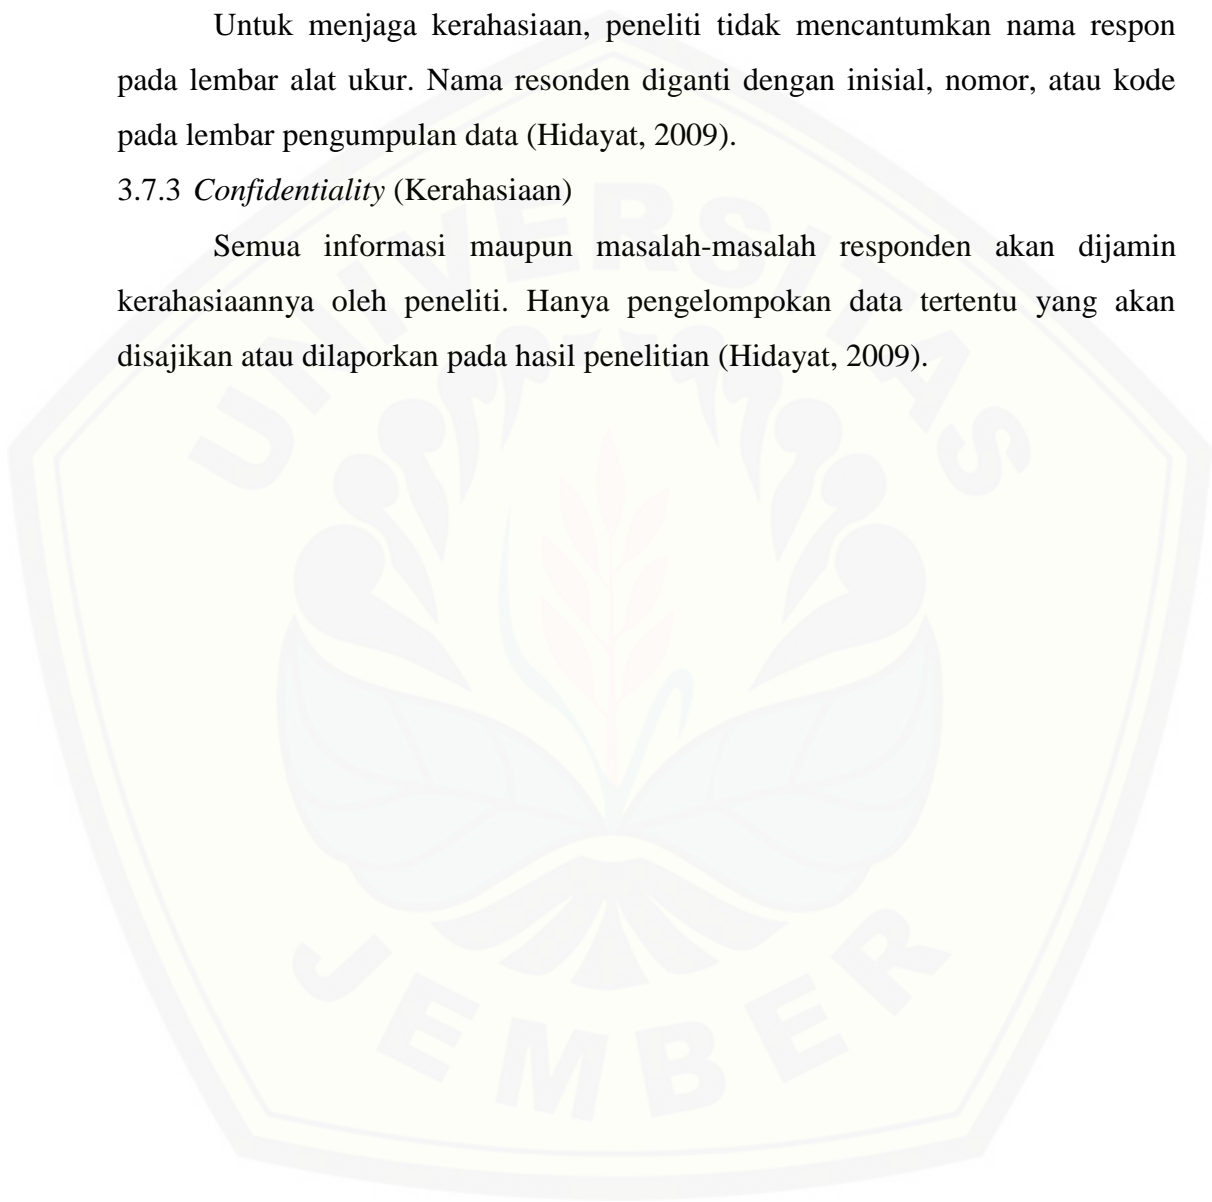 Untuk menjaga kerahasiaan, peneliti tidak mencantumkan nama respon
pada lembar alat ukur. Nama resonden diganti dengan inisial, nomor, atau kode
pada lembar pengumpulan data (Hidayat, 2009).
3.7.3 Confidentiality (Kerahasiaan)
Semua informasi maupun masalah-masalah responden akan dijamin
kerahasiaannya oleh peneliti. Hanya pengelompokan data tertentu yang akan
disajikan atau dilaporkan pada hasil penelitian (Hidayat, 2009).
UNIVERSITAS
JEMBER